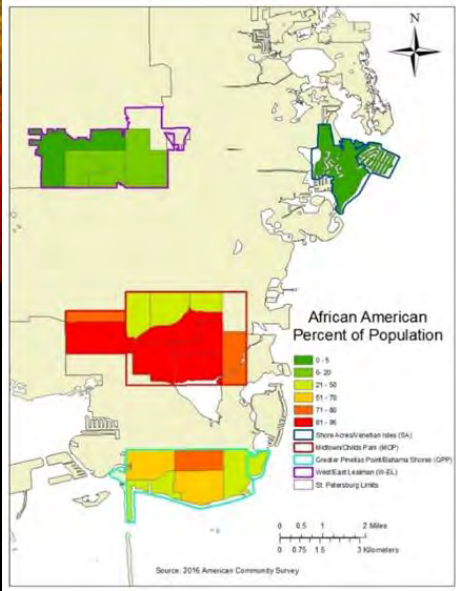 N
African American
Percent of Population
0 - 5
6 - 20
21 - 50
51 - 70
71 - 80
81 - 96
Shore Acres/Venetian Isles (SA)
Midtown/Childs Park (MCP)
Greater Pinellas Point/Bahama Shores (GPP)
West/East Lealman (W-EL)
St. Petersburg Limits
0 0.5 1 2 Miles
0 0.75 1.5 3 Kilometers
Source: 2016 American Community Survey